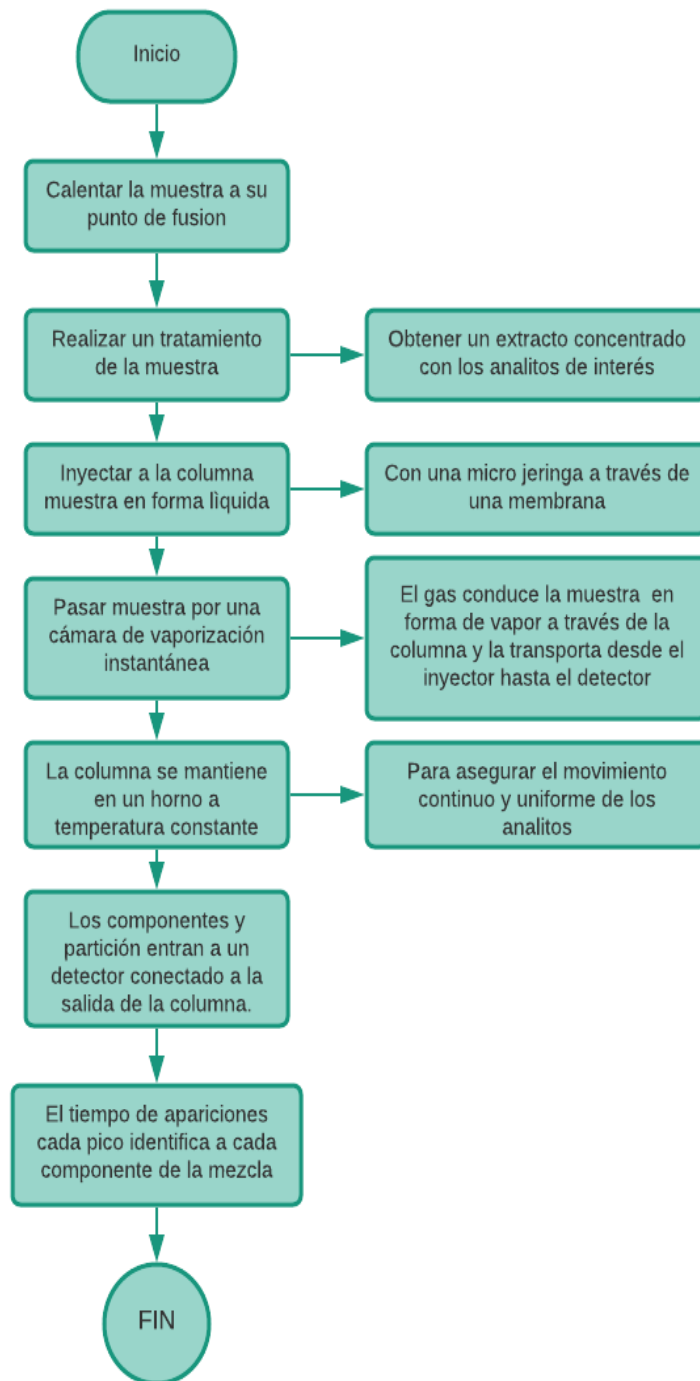 Inicio
Calentar la muestra a su
punto de fusion
Realizar un tratamiento
de la muestra
Obtener un extracto concentrado
con los analitos de interés
Inyectar a la columna
muestra en forma lìquida
Con una micro jeringa a través de
una membrana
Pasar muestra por una
cámara de vaporización
instantánea
El gas conduce la muestra en
forma de vapor a través de la
columna y la transporta desde el
inyector hasta el detector
La columna se mantiene
en un horno a
temperatura constante
Para asegurar el movimiento
continuo y uniforme de los
analitos
Los componentes y
partición entran a un
detector conectado a la
salida de la columna.
El tiempo de apariciones
cada pico identifica a cada
componente de la mezcla
FIN